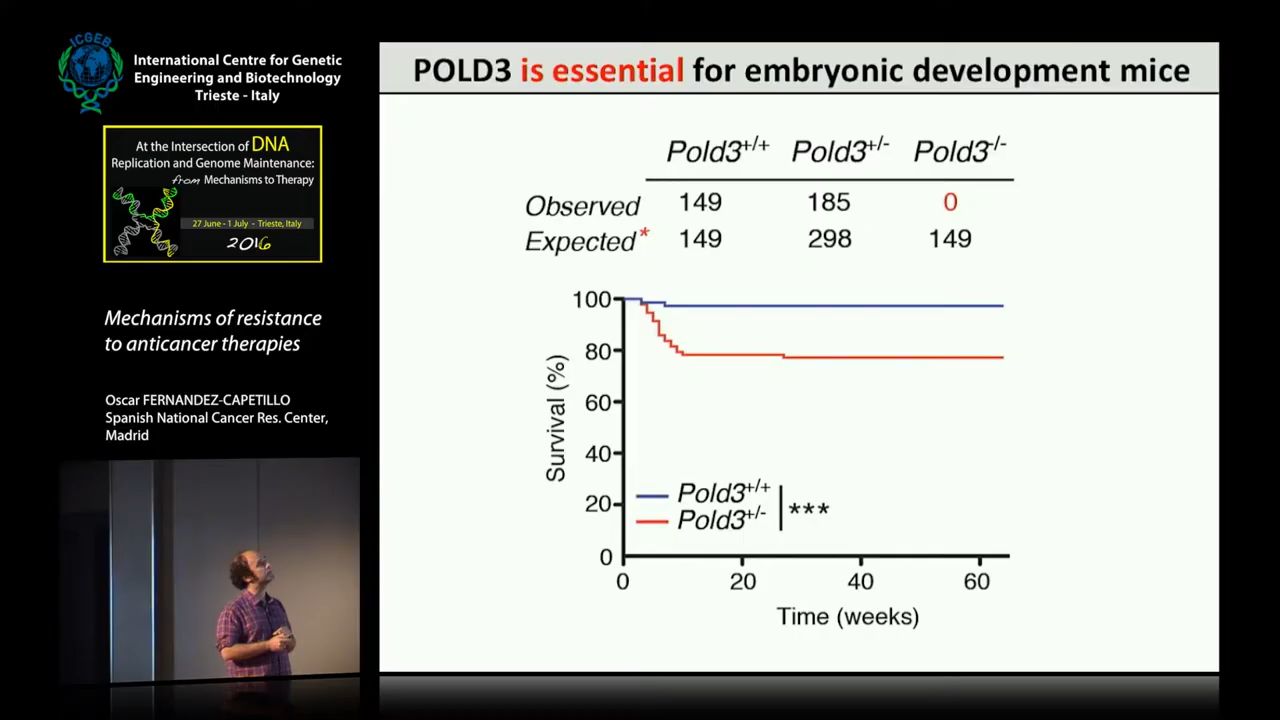 ICGEB
International Centre for Genetic
Engineering and Biotechnology
Trieste - Italy
At the Intersection of DNA
Replication and Genome Maintenance:
from Mechanisms to Therapy
27 June - 1 July - Trieste, Italy
2016
Mechanisms of resistance
to anticancer therapies
Oscar FERNANDEZ-CAPETILLO
Spanish National Cancer Res. Center,
Madrid
POLD3 is essential for embryonic development mice
Pold3+/+ Pold3+/- Pold3-/-
Observed 149 185 0
Expected* 149 298 149
100
80
60
40
20
0
Survival (%)
Pold3+/+
Pold3+/-
***
0 20 40 60
Time (weeks)